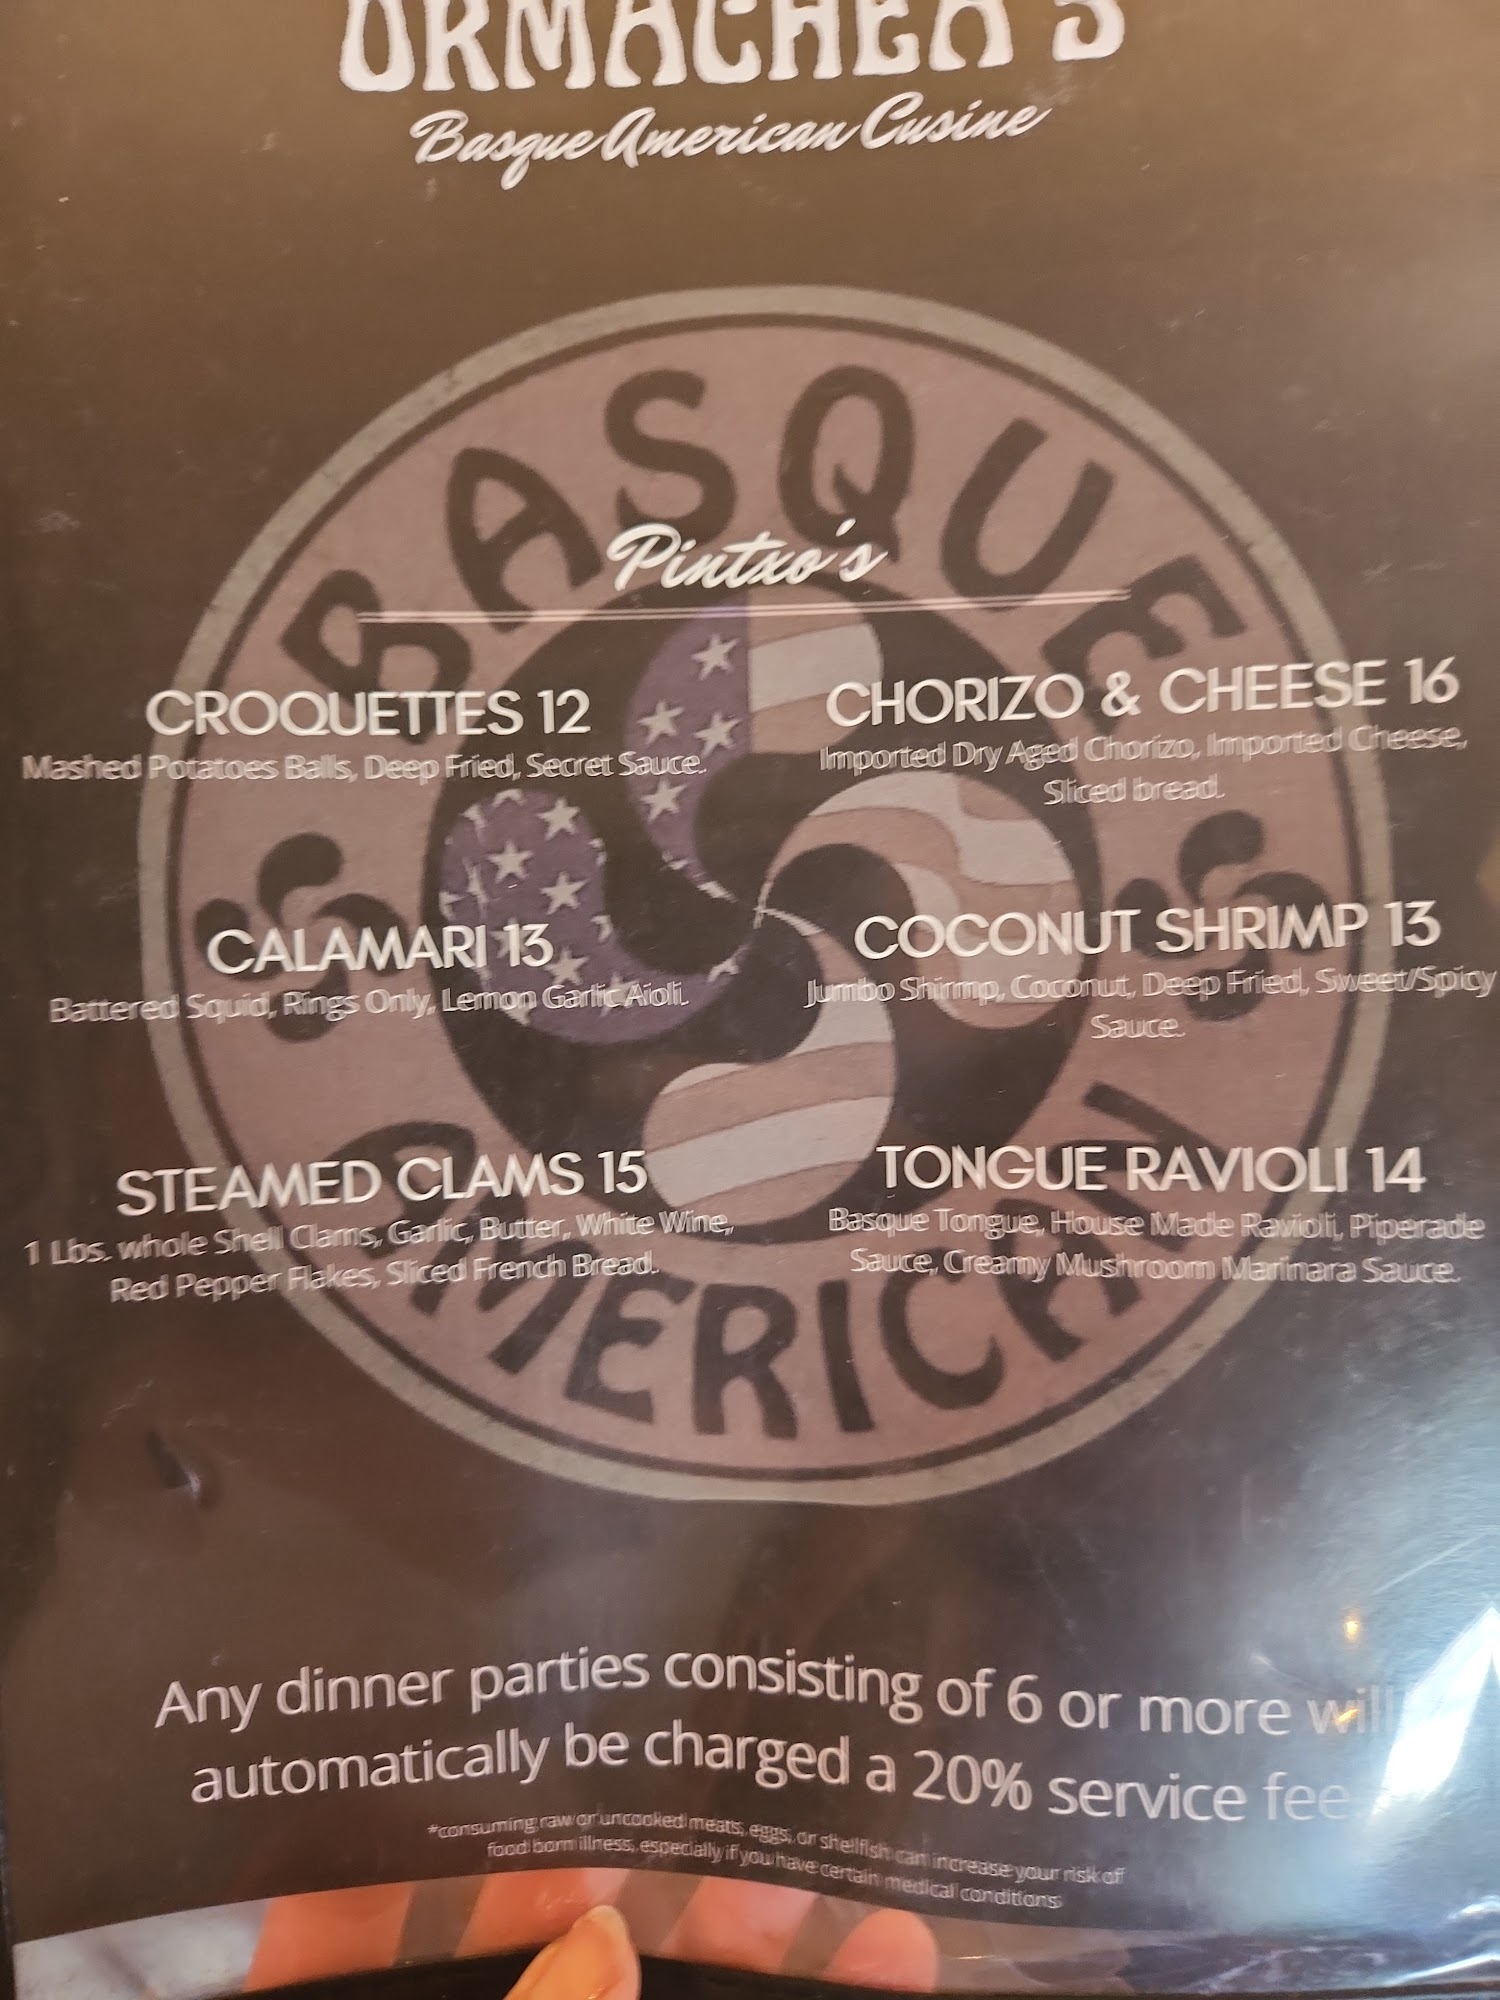 ORMACHEA'S
Basque American Cusine
BASQUE
Pintxo's
CROQUETTES 12
Mashed Potatoes Balls, Deep Fried, Secret Sauce.
CHORIZO & CHEESE 16
Imported Dry Aged Chorizo, Imported Cheese,
Sliced bread.
CALAMARI 13
Battered Squid, Rings Only, Lemon Garlic Aioli.
COCONUT SHRIMP 13
Jumbo Shirmp, Coconut, Deep Fried, Sweet/Spicy
Sauce.
STEAMED CLAMS 15
1 Lbs. whole Shell Clams, Garlic, Butter, White Wine,
Red Pepper Flakes, Sliced French Bread.
TONGUE RAVIOLI 14
Basque Tongue, House Made Ravioli, Piperade
Sauce, Creamy Mushroom Marinara Sauce.
AMERICAN
Any dinner parties consisting of 6 or more will
automatically be charged a 20% service fee
*consuming raw or uncooked meats, eggs, or shellfish can increase your risk off
food born illness, especially if you have certain medical conditions